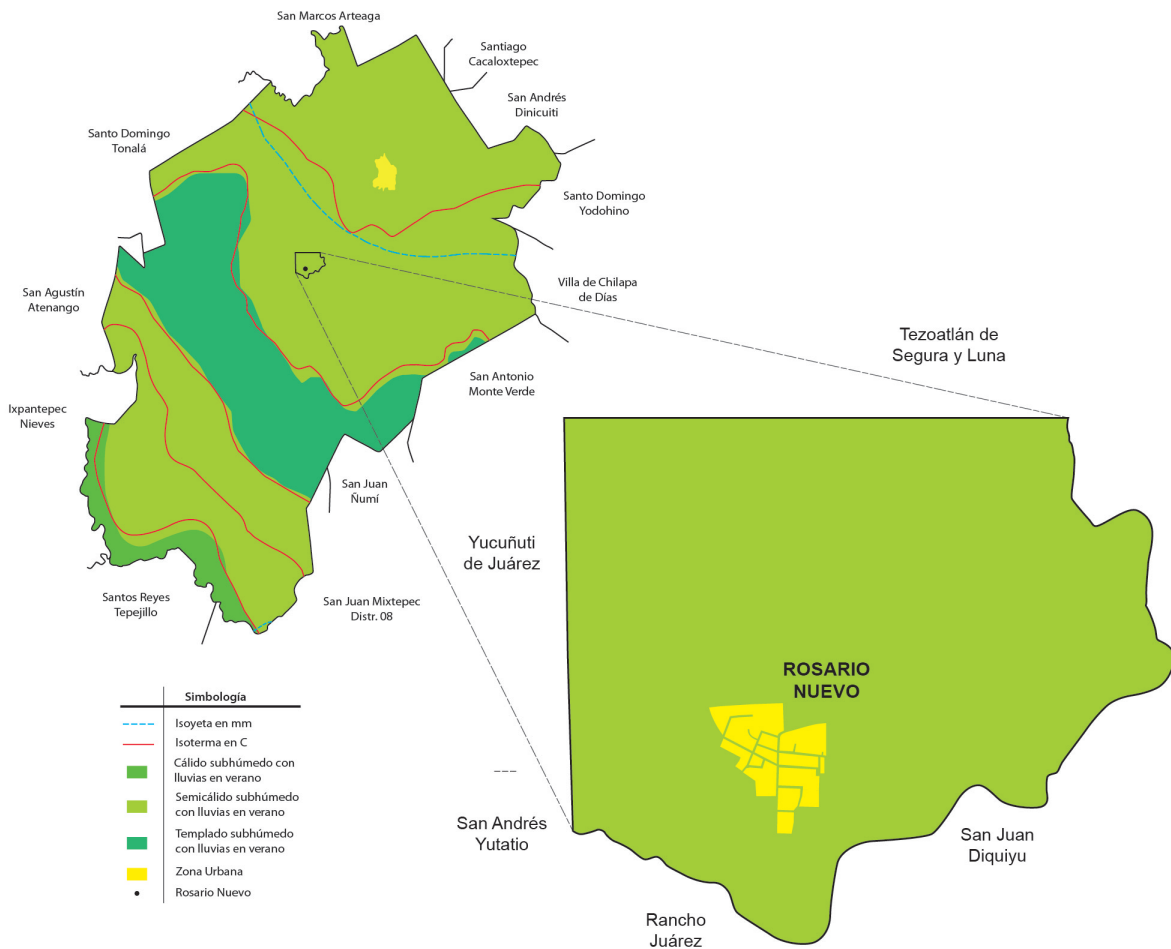 San Marcos Arteaga
Santiago
Cacaloxtepec
San Andrés
Dinicuiti
Santo Domingo
Tonalá
Santo Domingo
Yodohino
Villa de Chilapa
de Días
San Agustín
Atenango
San Antonio
Monte Verde
Ixpantepec
Nieves
San Juan
Ñumí
Santos Reyes
Tepejillo
San Juan Mixtepec
Distr. 08
Tezoatlán de
Segura y Luna
Yucuñuti
de Juárez
ROSARIO
NUEVO
San Andrés
Yutatio
San Juan
Diquiyu
Rancho
Juárez
Simbología
Isoyeta en mm
Isoterma en C
Cálido subhúmedo con
lluvias en verano
Semicálido subhúmedo
con lluvias en verano
Templado subhúmedo
con lluvias en verano
Zona Urbana
Rosario Nuevo